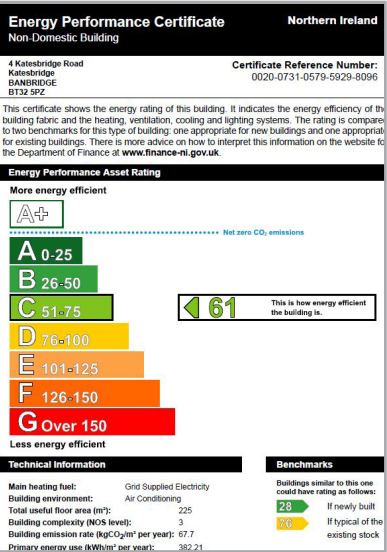 Energy Performance Certificate
Northern Ireland
Non-Domestic Building
4 Katesbridge Road
Katesbridge
BANBRIDGE
BT32 5PZ
Certificate Reference Number:
0020-0731-0579-5929-8096
This certificate shows the energy rating of this building. It indicates the energy efficiency of the
building fabric and the heating, ventilation, cooling and lighting systems. The rating is compare
to two benchmarks for this type of building: one appropriate for new buildings and one appropriate
for existing buildings. There is more advice on how to interpret this information on the website fo
the Department of Finance at www.finance-ni.gov.uk.
Energy Performance Asset Rating
More energy efficient
A+
Net zero CO₂ emissions
A 0-25
B 26-50
C 51-75
61
This is how energy efficient
the building is.
D 76-100
E 101-125
F 126-150
G Over 150
Less energy efficient
Technical Information
Main heating fuel: Grid Supplied Electricity
Building environment: Air Conditioning
Total useful floor area (m²): 225
Building complexity (NOS level): 3
Building emission rate (kgCO₂/m² per year): 67.7
Primary energy use (kWh/m² per year): 382.21
Benchmarks
Buildings similar to this one
could have rating as follows:
28 If newly built
76 If typical of the
existing stock